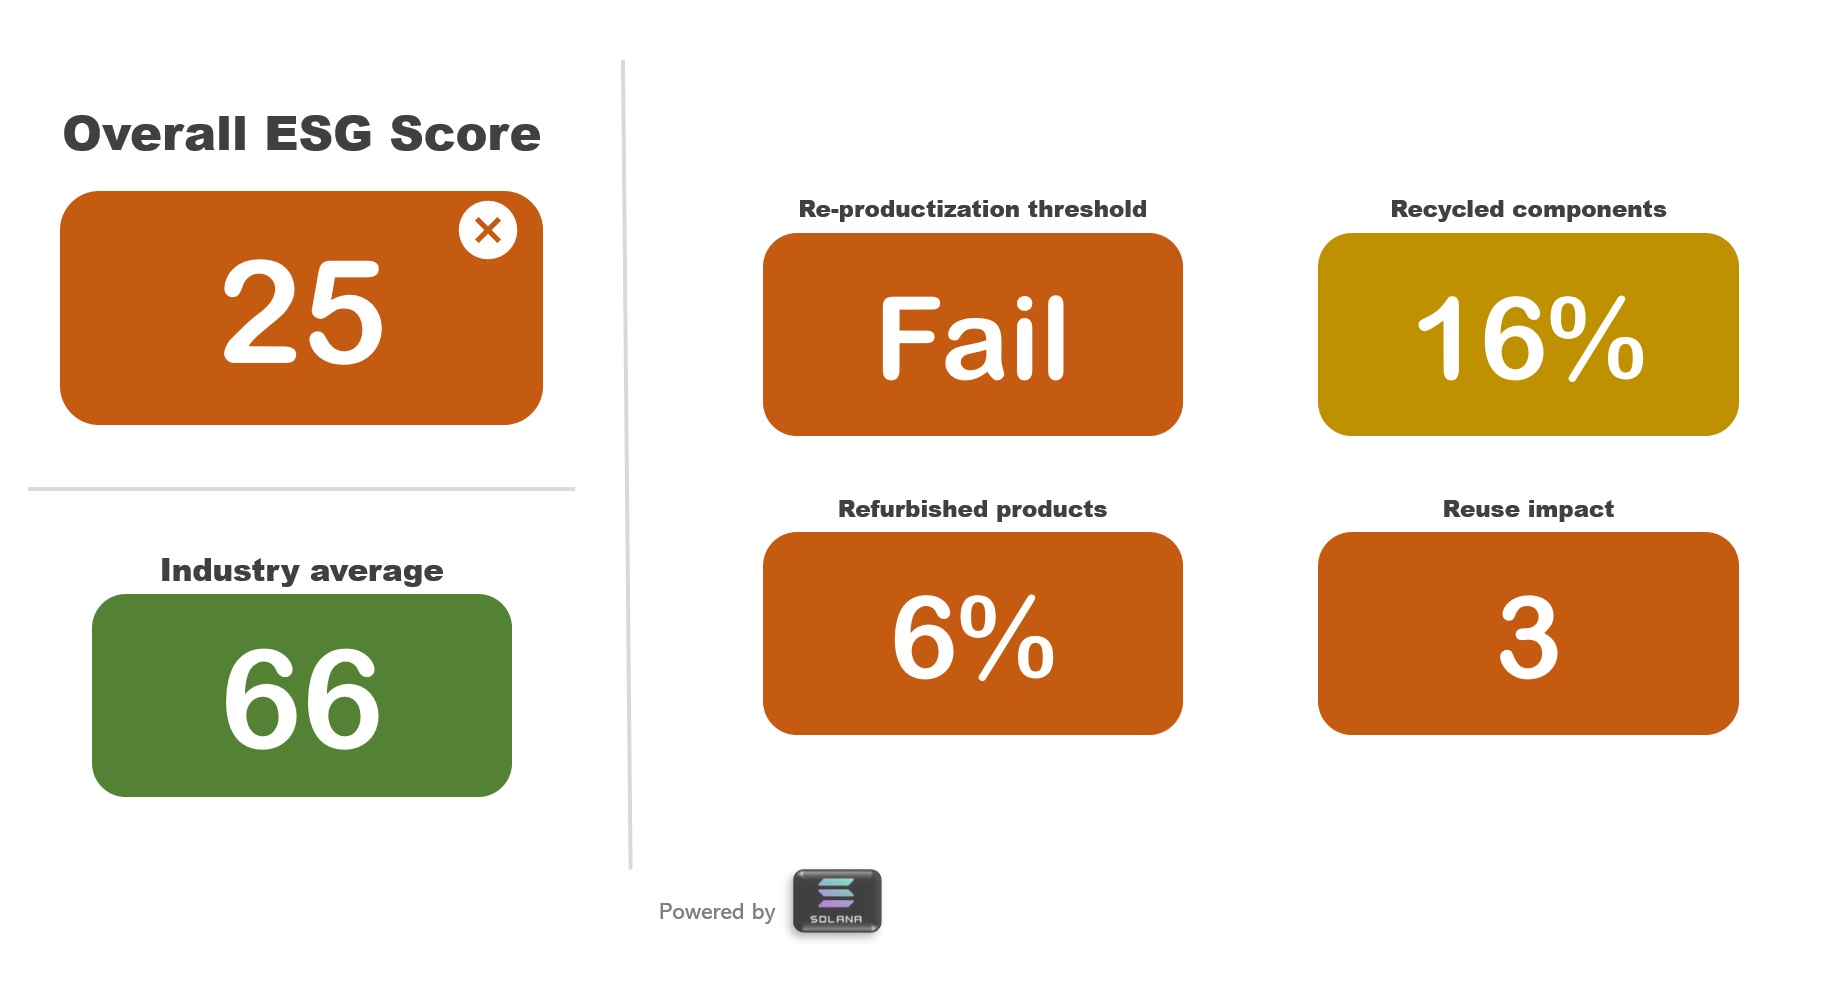 Overall ESG Score
25
Industry average
66
Re-productization threshold
Fail
Recycled components
16%
Refurbished products
6%
Reuse impact
3
Powered by
SOLANA